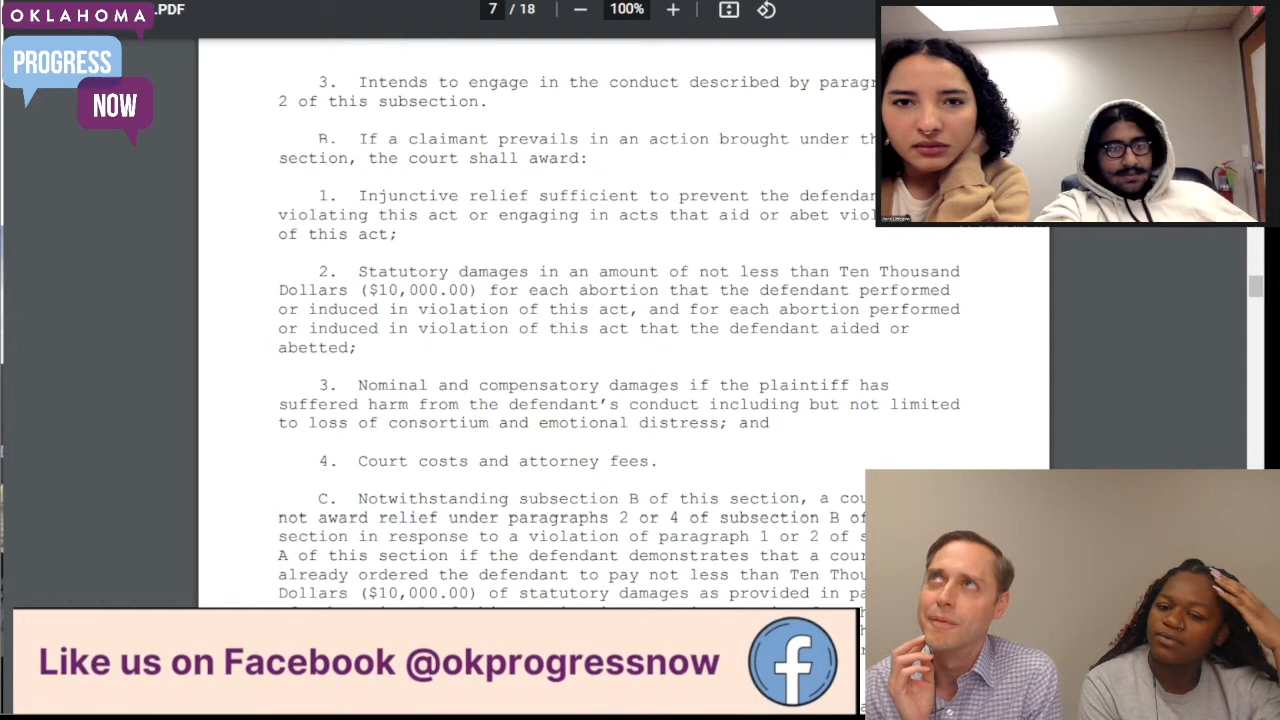 OKLAHOMA
PROGRESS
NOW
.PDF
7 / 18
100%
3. Intends to engage in the conduct described by
2 of this subsection.
B. If a claimant prevails in an action brought under
section, the court shall award:
1. Injunctive relief sufficient to prevent the
violating this act or engaging in acts that aid or abet
of this act;
2. Statutory damages in an amount of not less than Ten Thousand
Dollars ($10,000.00) for each abortion that the defendant performed
or induced in violation of this act, and for each abortion performed
or induced in violation of this act that the defendant aided or
abetted;
3. Nominal and compensatory damages if the plaintiff has
suffered harm from the defendant's conduct including but not limited
to loss of consortium and emotional distress; and
4. Court costs and attorney fees.
C. Notwithstanding subsection B of this section, a
not award relief under paragraphs 2 or 4 of subsection B
section in response to a violation of paragraph 1 or 2 of
A of this section if the defendant demonstrates that a
already ordered the defendant to pay not less than Ten
Dollars ($10,000.00) of statutory damages as provided in
Like us on Facebook @okprogressnow